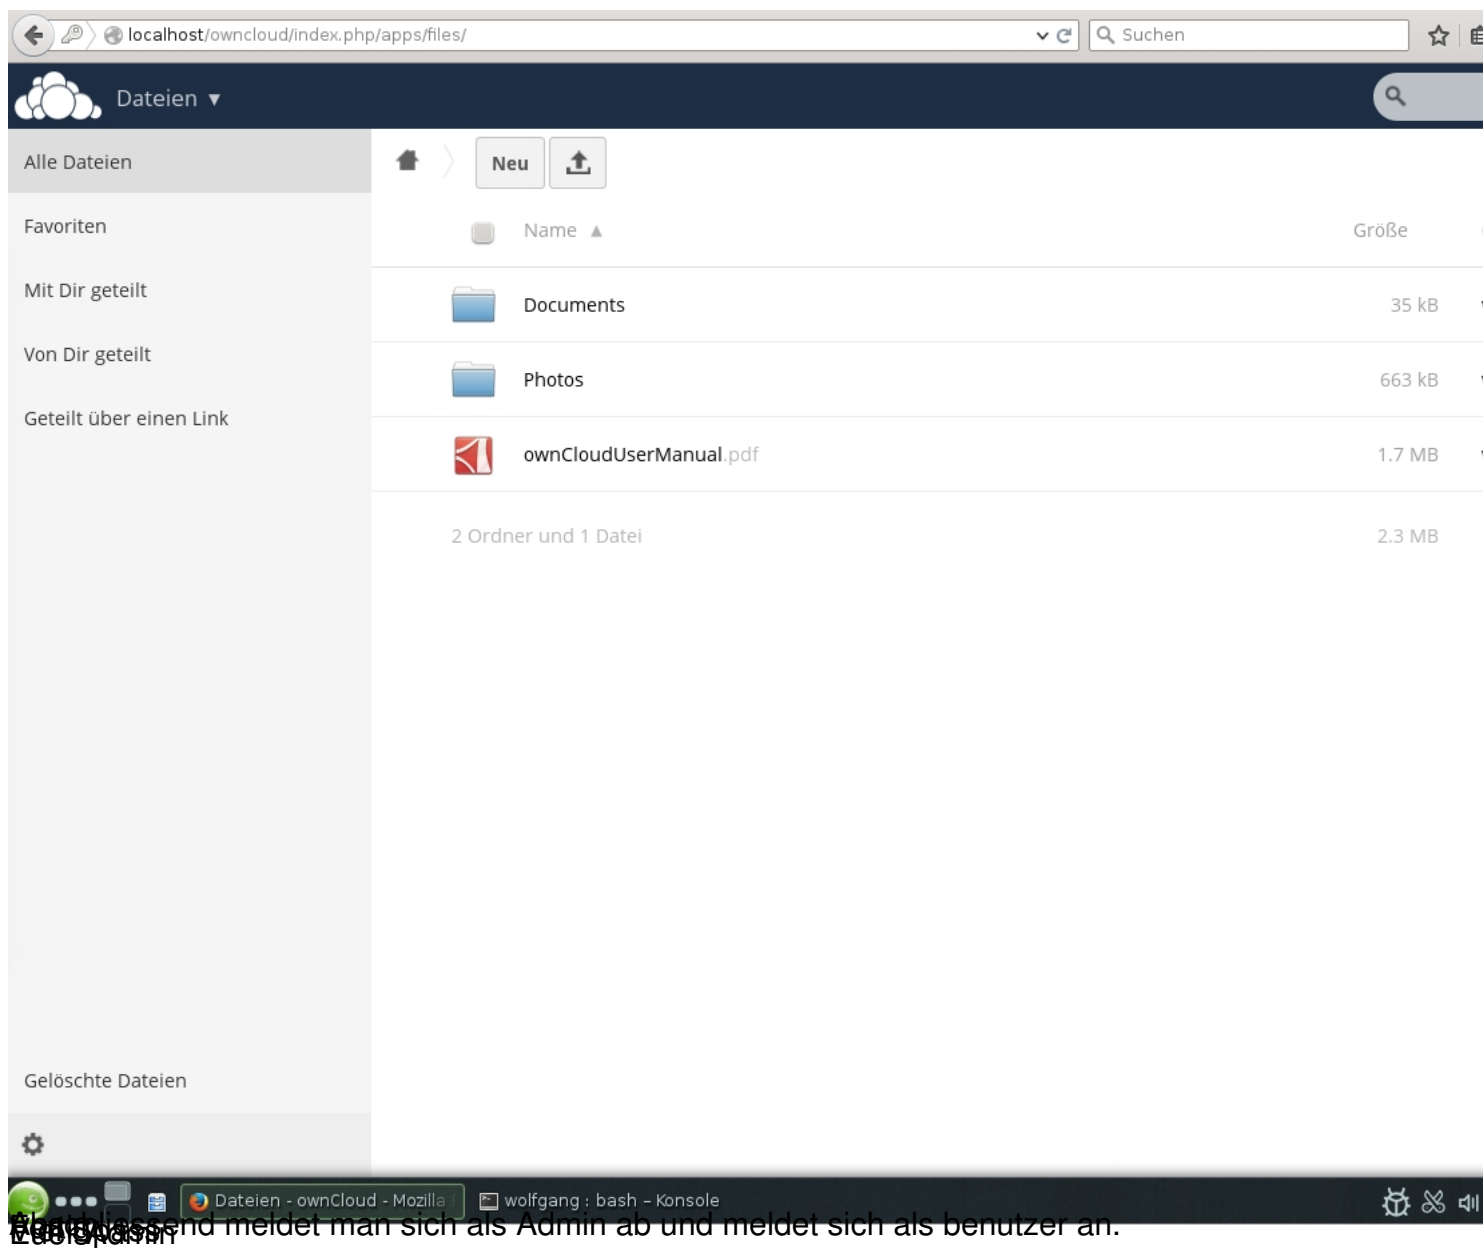 localhost/owncloud/index.php/apps/files/
Suchen
Dateien ▾
Alle Dateien
Neu
Favoriten
Name ▲
Größe
Mit Dir geteilt
Documents
35 kB
Von Dir geteilt
Photos
663 kB
Geteilt über einen Link
ownCloudUserManual.pdf
1.7 MB
2 Ordner und 1 Datei
2.3 MB
Gelöschte Dateien
Dateien - ownCloud - Mozilla
wolfgang : bash – Konsole
meldet man sich als Admin ab und meldet sich als benutzer an.